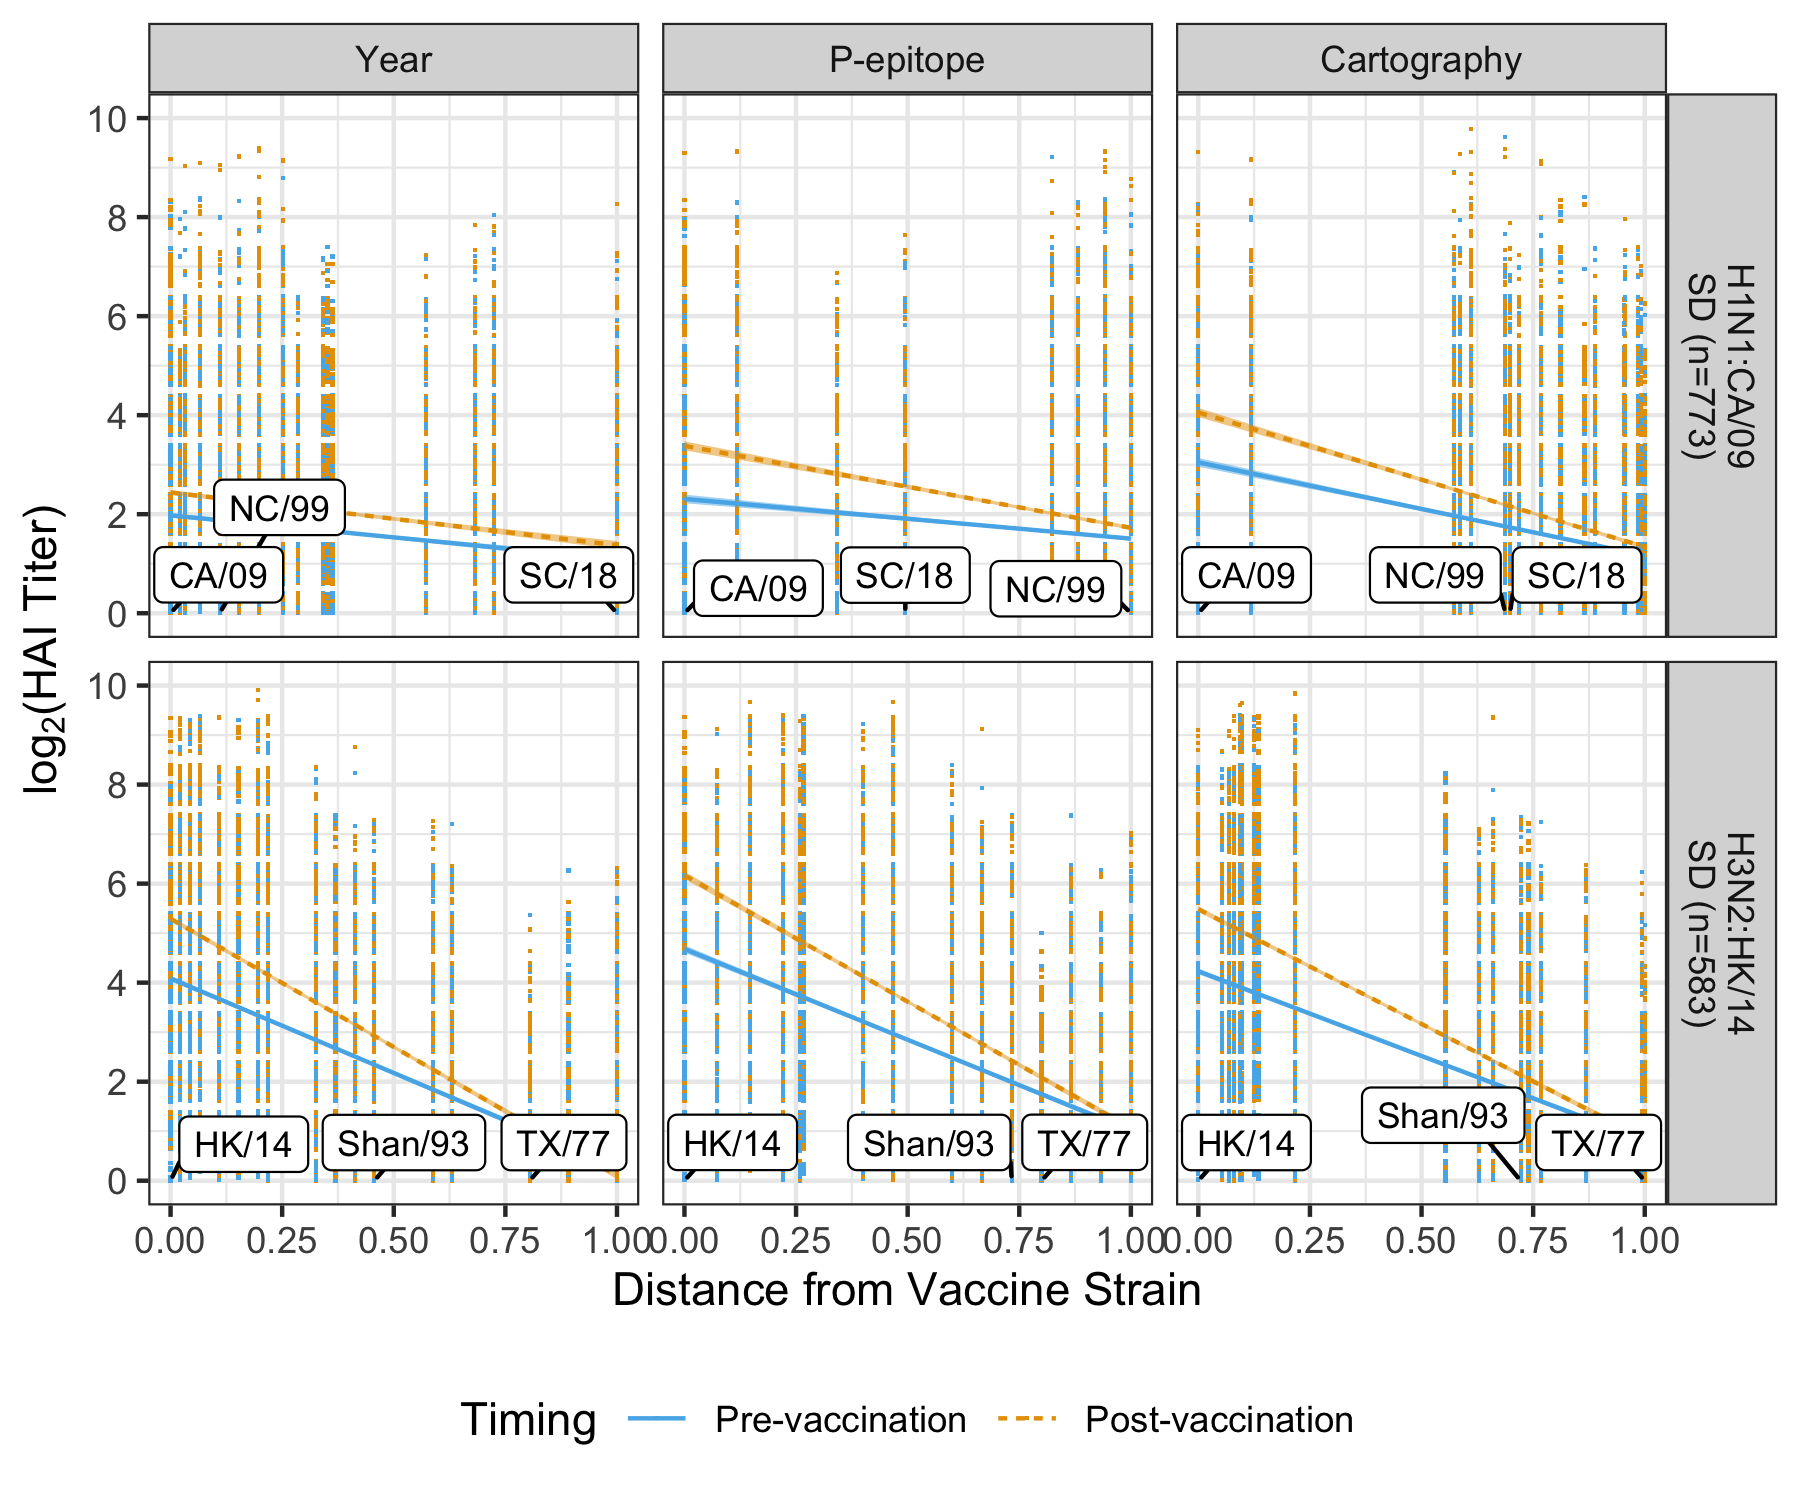 Year
P-epitope
Cartography
10
8
6
4
2
0
NC/99
CA/09
SC/18
CA/09
SC/18
NC/99
CA/09
NC/99
SC/18
H1N1:CA/09
SD (n=773)
log2(HAI Titer)
10
8
6
4
2
0
HK/14
Shan/93
TX/77
HK/14
Shan/93
TX/77
HK/14
Shan/93
TX/77
H3N2:HK/14
SD (n=583)
0.00 0.25 0.50 0.75 1.00
0.00 0.25 0.50 0.75 1.00
0.00 0.25 0.50 0.75 1.00
Distance from Vaccine Strain
Timing Pre-vaccination Post-vaccination